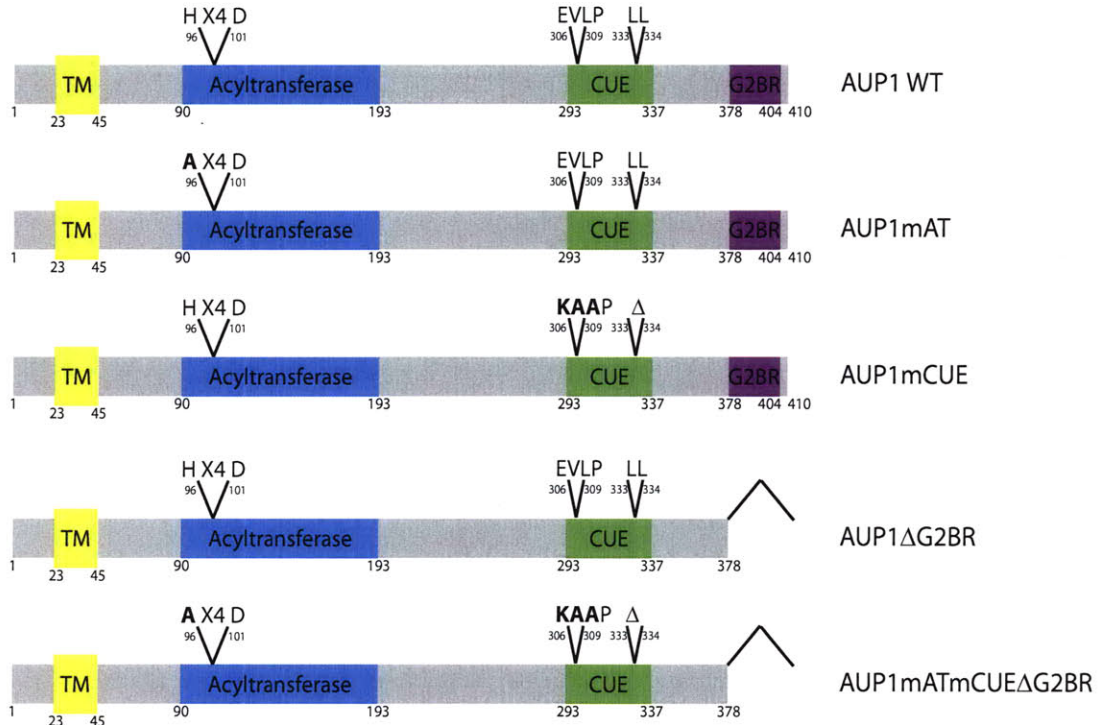 H X4 D EVLP LL
96 101 306 309 333 334
TM Acyltransferase CUE G2BR AUP1 WT
1 23 45 90 193 293 337 378 404 410
A X4 D EVLP LL
96 101 306 309 333 334
TM Acyltransferase CUE G2BR AUP1mAT
1 23 45 90 193 293 337 378 404 410
H X4 D KAAP Δ
96 101 306 309 333 334
TM Acyltransferase CUE G2BR AUP1mCUE
1 23 45 90 193 293 337 378 404 410
H X4 D EVLP LL
96 101 306 309 333 334
TM Acyltransferase CUE AUP1ΔG2BR
1 23 45 90 193 293 337 378
A X4 D KAAP Δ
96 101 306 309 333 334
TM Acyltransferase CUE AUP1mATmCUEΔG2BR
1 23 45 90 193 293 337 378